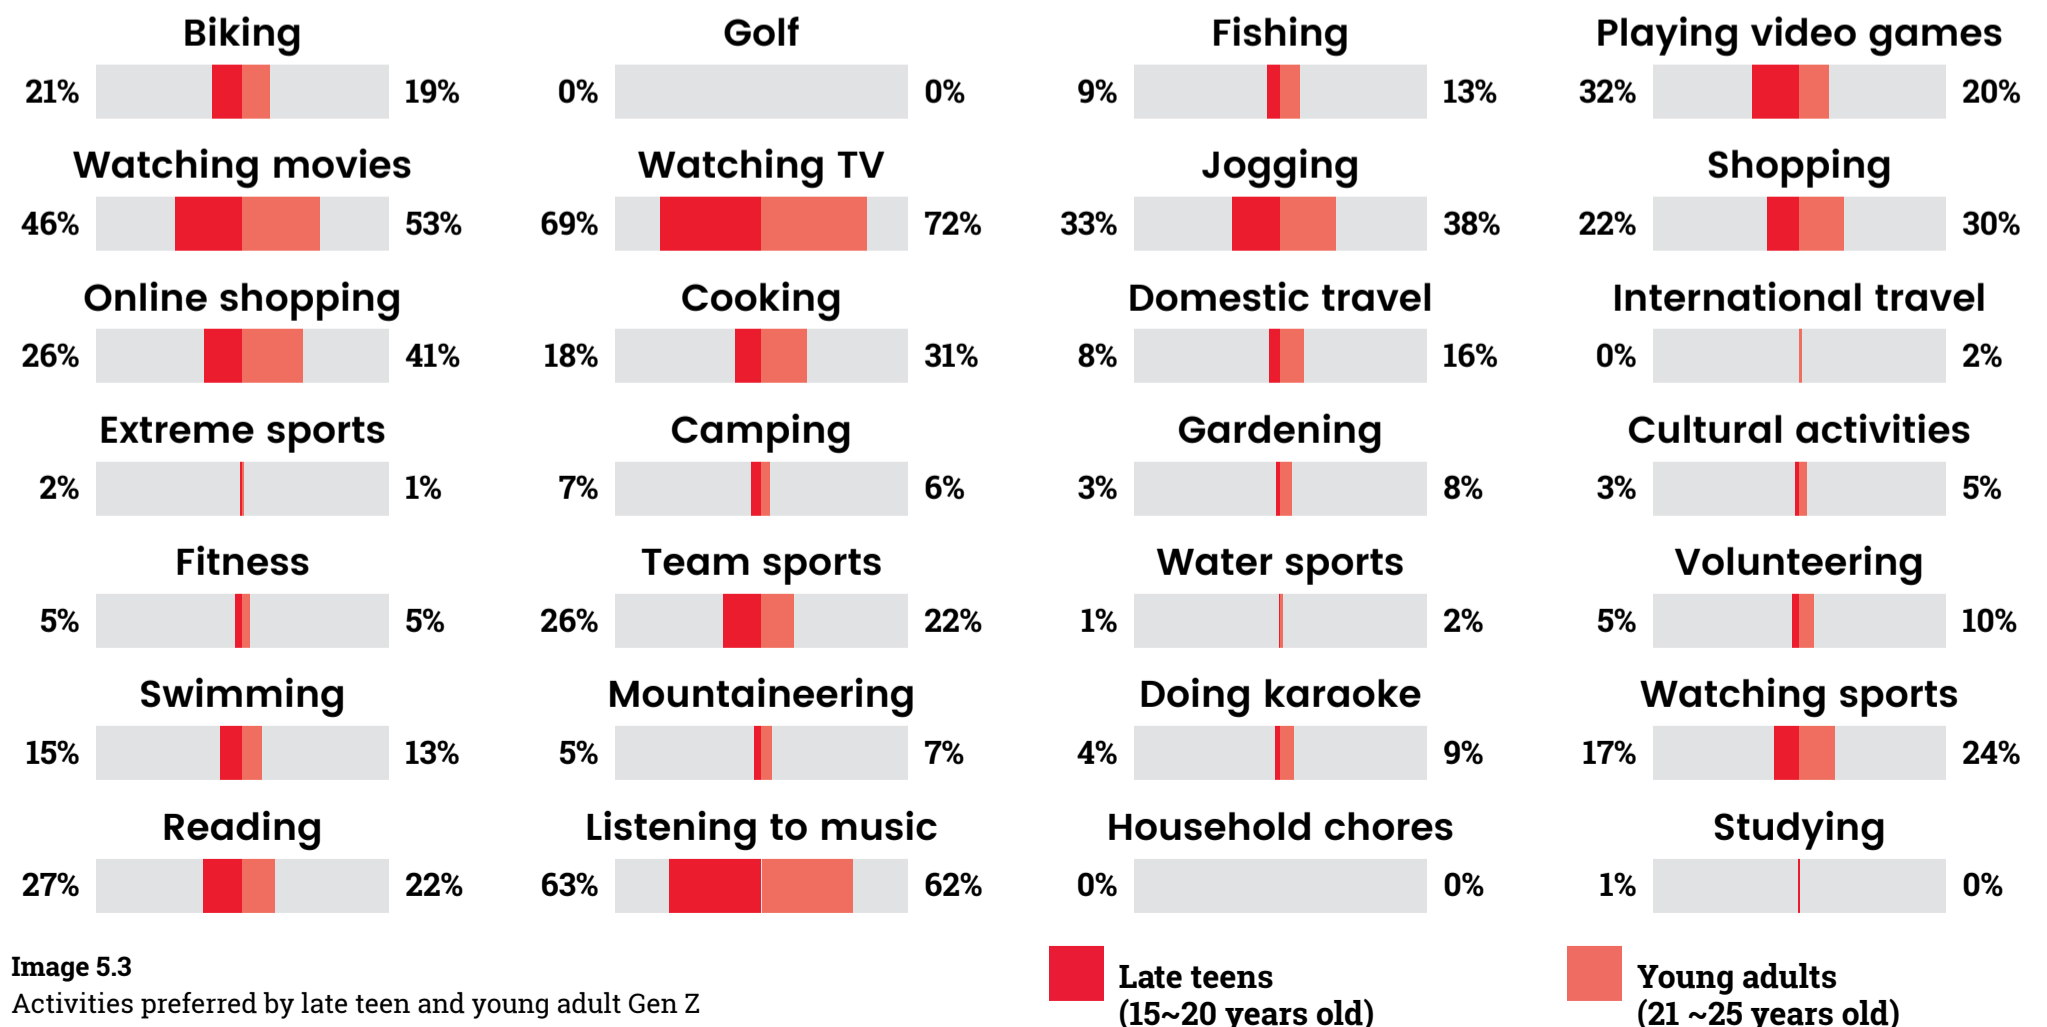 Biking
21% 19%
Golf
0% 0%
Fishing
9% 13%
Playing video games
32% 20%
Watching movies
46% 53%
Watching TV
69% 72%
Jogging
33% 38%
Shopping
22% 30%
Online shopping
26% 41%
Cooking
18% 31%
Domestic travel
8% 16%
International travel
0% 2%
Extreme sports
2% 1%
Camping
7% 6%
Gardening
3% 8%
Cultural activities
3% 5%
Fitness
5% 5%
Team sports
26% 22%
Water sports
1% 2%
Volunteering
5% 10%
Swimming
15% 13%
Mountaineering
5% 7%
Doing karaoke
4% 9%
Watching sports
17% 24%
Reading
27% 22%
Listening to music
63% 62%
Household chores
0% 0%
Studying
1% 0%
Image 5.3
Activities preferred by late teen and young adult Gen Z
Late teens
(15~20 years old)
Young adults
(21 ~25 years old)